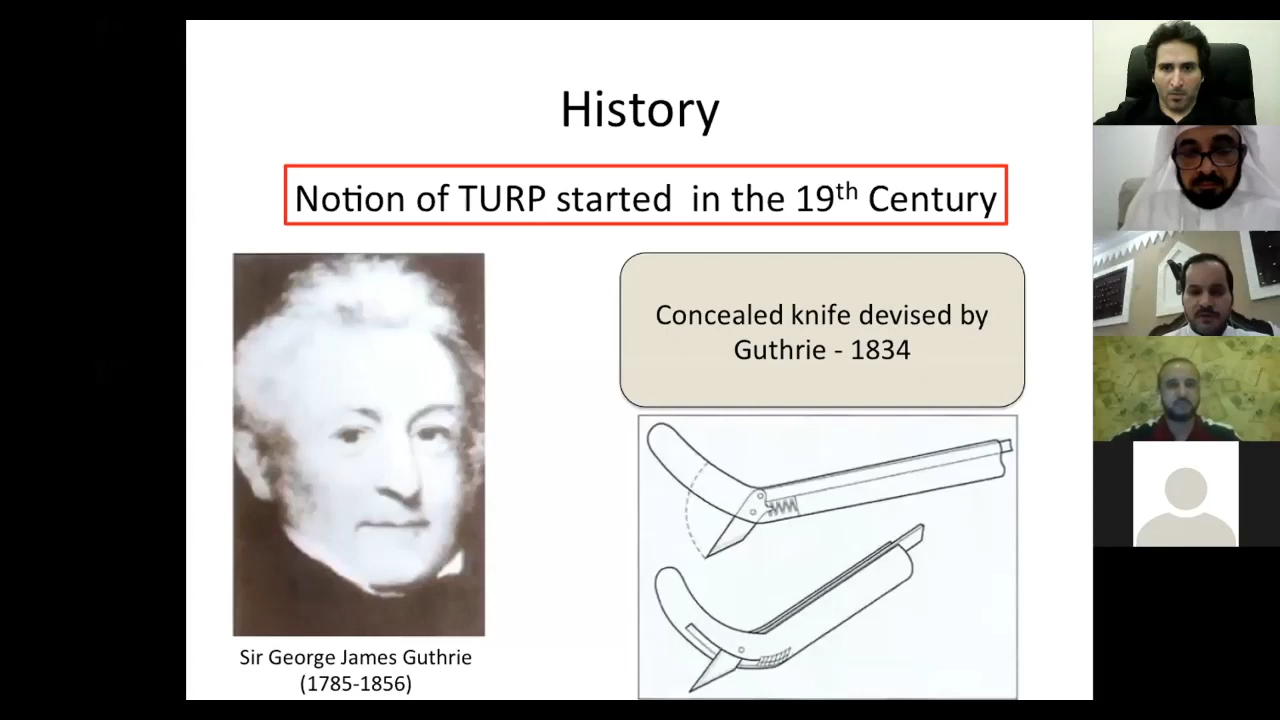 History
Notion of TURP started in the 19th Century
Concealed knife devised by
Guthrie - 1834
Sir George James Guthrie
(1785-1856)